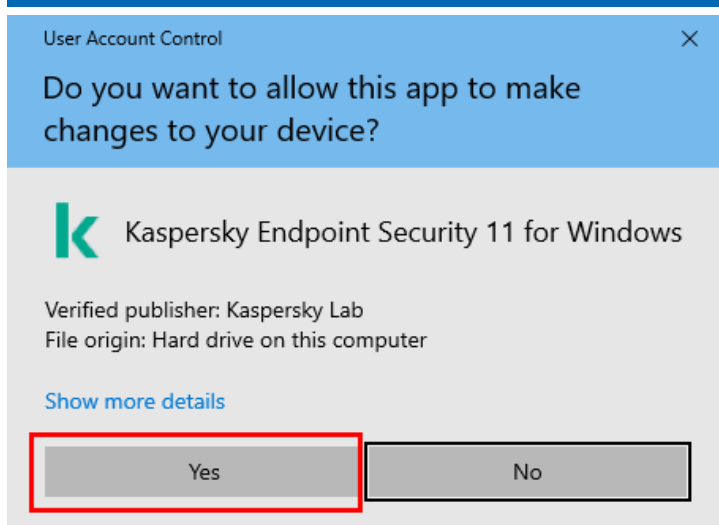 User Account Control
Do you want to allow this app to make
changes to your device?
Kaspersky Endpoint Security 11 for Windows
Verified publisher: Kaspersky Lab
File origin: Hard drive on this computer
Show more details
Yes
No